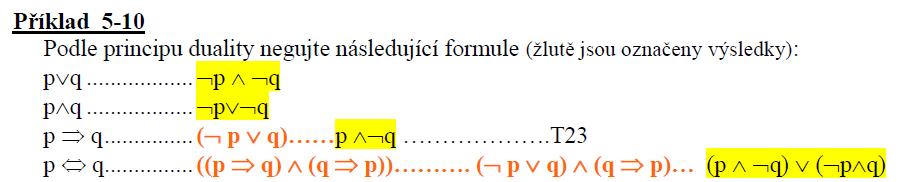 Příklad 5-10
Podle principu duality negujte následující formule (žlutě jsou označeny výsledky):
p∨q .................. ¬p ∧ ¬q
p∧q .................. ¬p∨¬q
p ⇒ q............... (¬ p ∨ q)……p ∧¬q ……………….T23
p ⇔ q............... ((p ⇒ q) ∧ (q ⇒ p))………. (¬ p ∨ q) ∧ (q ⇒ p)… (p ∧ ¬q) ∨ (¬p∧q)